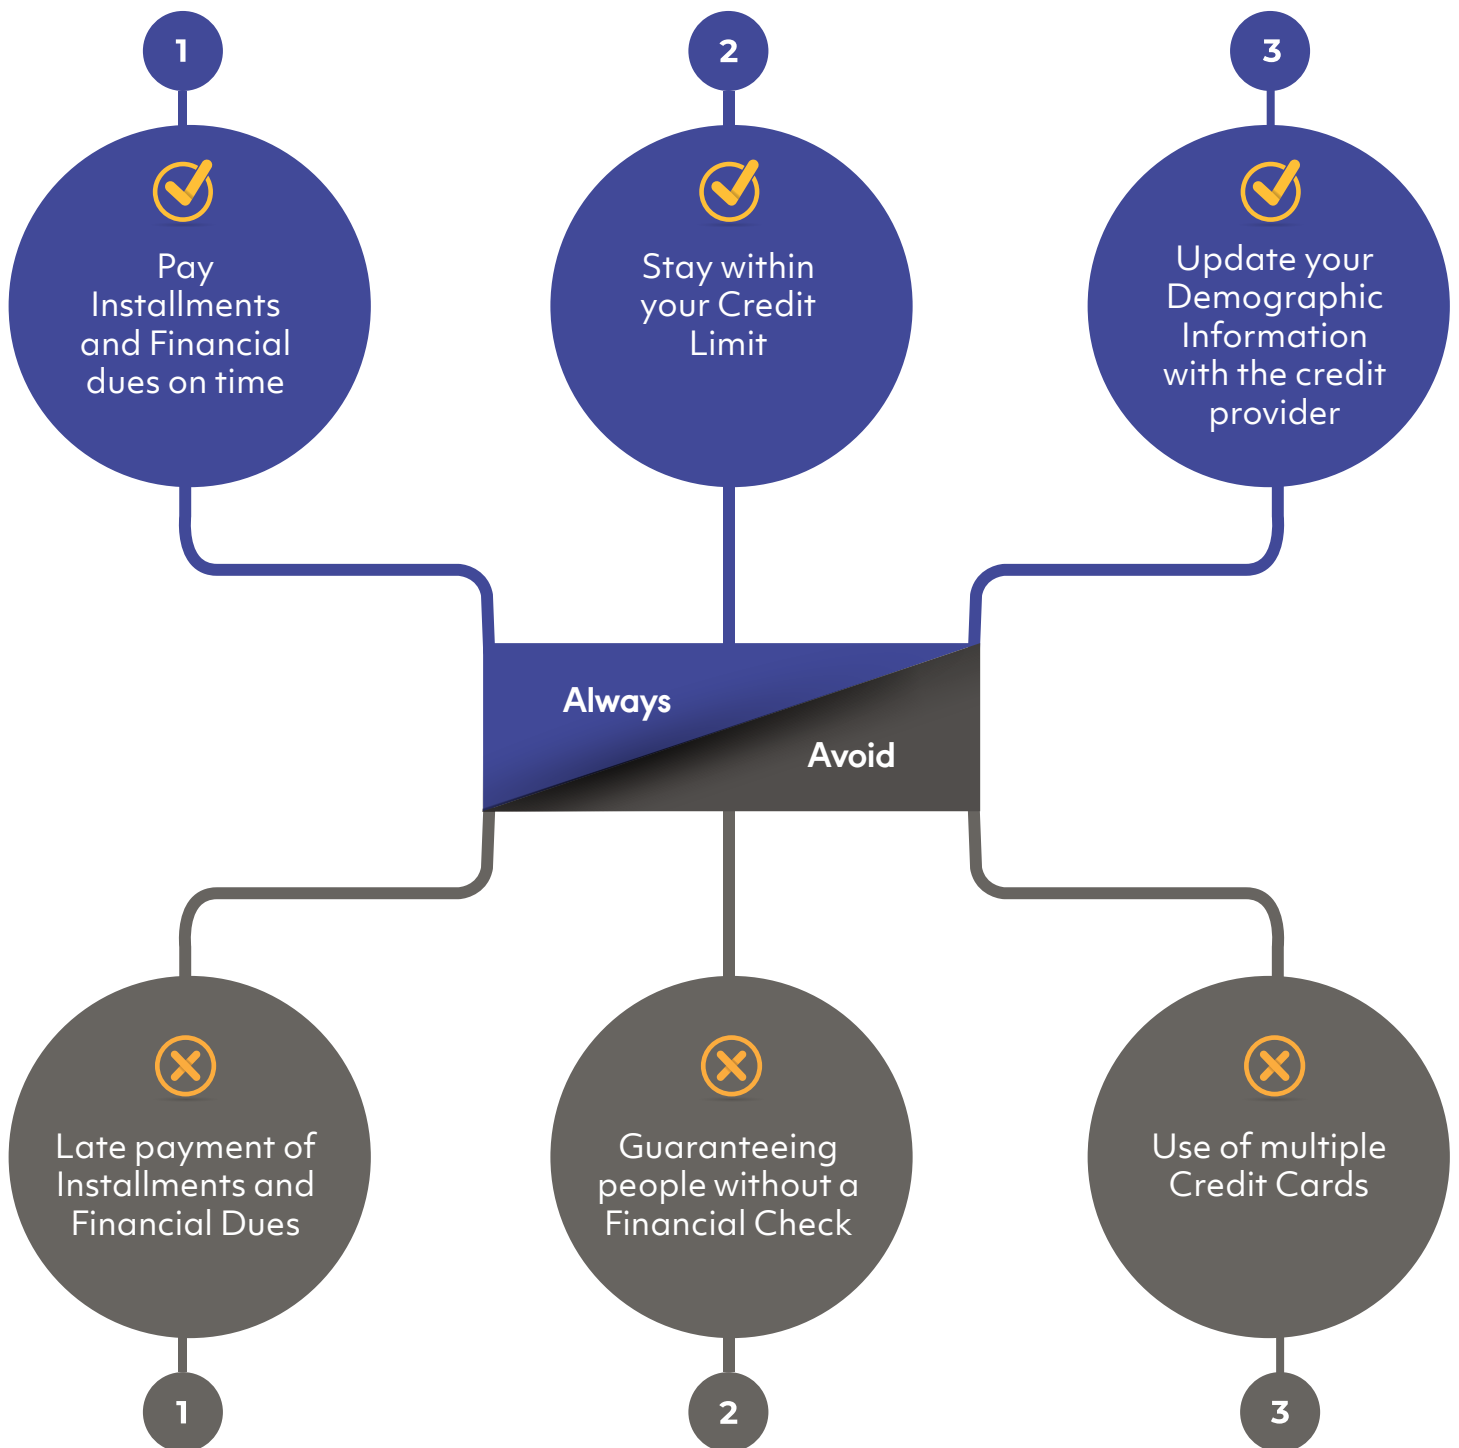 1
Pay
Installments
and Financial
dues on time
2
Stay within
your Credit
Limit
3
Update your
Demographic
Information
with the credit
provider
Always
Avoid
Late payment of
Installments and
Financial Dues
1
Guaranteeing
people without a
Financial Check
2
Use of multiple
Credit Cards
3